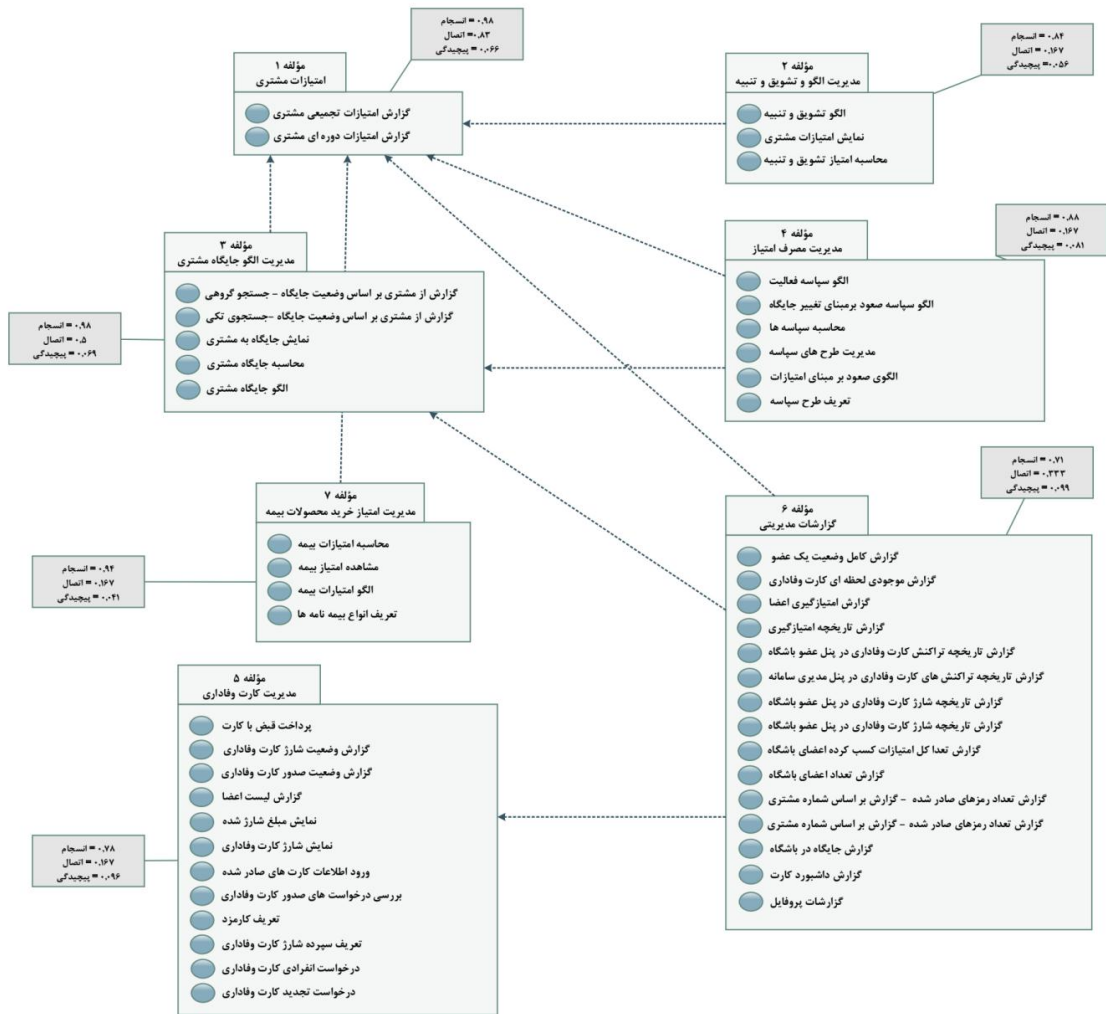 انسجام = ۰٫۹۸
اتصال =۰٫۸۳
پیچیدگی = ۰٫۰۶۶
مؤلفه ۱
امتیازات مشتری
گزارش امتیازات تجمیعی مشتری
گزارش امتیازات دوره ای مشتری
انسجام = ۰٫۸۴
اتصال = ۰٫۱۶۷
پیچیدگی = ۰٫۰۵۶
مؤلفه ۲
مدیریت الگو و تشویق و تنبیه
الگو تشویق و تنبیه
نمایش امتیازات مشتری
محاسبه امتیاز تشویق و تنبیه
مؤلفه ۳
مدیریت الگو جایگاه مشتری
گزارش از مشتری بر اساس وضعیت جایگاه - جستجو گروهی
گزارش از مشتری بر اساس وضعیت جایگاه -جستجوی تکی
نمایش جایگاه به مشتری
محاسبه جایگاه مشتری
الگو جایگاه مشتری
انسجام = ۰٫۹۸
اتصال = ۰٫۵
پیچیدگی = ۰٫۰۶۹
انسجام = ۰٫۸۸
اتصال = ۰٫۱۶۷
پیچیدگی = ۰٫۰۸۱
مؤلفه ۴
مدیریت مصرف امتیاز
الگو سپاسه فعالیت
الگو سپاسه صعود برمبنای تغییر جایگاه
محاسبه سپاسه ها
مدیریت طرح های سپاسه
الگوی صعود بر مبنای امتیازات
تعریف طرح سپاسه
مؤلفه ۷
مدیریت امتیاز خرید محصولات بیمه
محاسبه امتیازات بیمه
مشاهده امتیاز بیمه
الگو امتیارات بیمه
تعریف انواع بیمه نامه ها
انسجام = ۰٫۹۴
اتصال = ۰٫۱۶۷
پیچیدگی = ۰٫۰۴۱
انسجام = ۰٫۷۱
اتصال = ۰٫۳۳۳
پیچیدگی = ۰٫۰۹۹
مؤلفه ۶
گزارشات مدیریتی
گزارش کامل وضعیت یک عضو
گزارش موجودی لحظه ای کارت وفاداری
گزارش امتیازگیری اعضا
گزارش تاریخچه امتیازگیری
گزارش تاریخچه تراکنش کارت وفاداری در پنل عضو باشگاه
گزارش تاریخچه تراکنش های کارت وفاداری در پنل مدیری سامانه
گزارش تاریخچه شارژ کارت وفاداری در پنل عضو باشگاه
گزارش تاریخچه شارژ کارت وفاداری در پنل عضو باشگاه
گزارش تعدا کل امتیازات کسب کرده اعضای باشگاه
گزارش تعداد اعضای باشگاه
گزارش تعداد رمزهای صادر شده - گزارش بر اساس شماره مشتری
گزارش تعداد رمزهای صادر شده - گزارش بر اساس شماره مشتری
گزارش جایگاه در باشگاه
گزارش داشبورد کارت
گزارشات پروفایل
مؤلفه ۵
مدیریت کارت وفاداری
پرداخت قبض با کارت
گزارش وضعیت شارژ کارت وفاداری
گزارش وضعیت صدور کارت وفاداری
گزارش لیست اعضا
نمایش مبلغ شارژ شده
نمایش شارژ کارت وفاداری
ورود اطلاعات کارت های صادر شده
بررسی درخواست های صدور کارت وفاداری
تعریف کارمزد
تعریف سپرده شارژ کارت وفاداری
درخواست انفرادی کارت وفاداری
درخواست تجدید کارت وفاداری
انسجام = ۰٫۷۸
اتصال = ۰٫۱۶۷
پیچیدگی = ۰٫۰۹۶